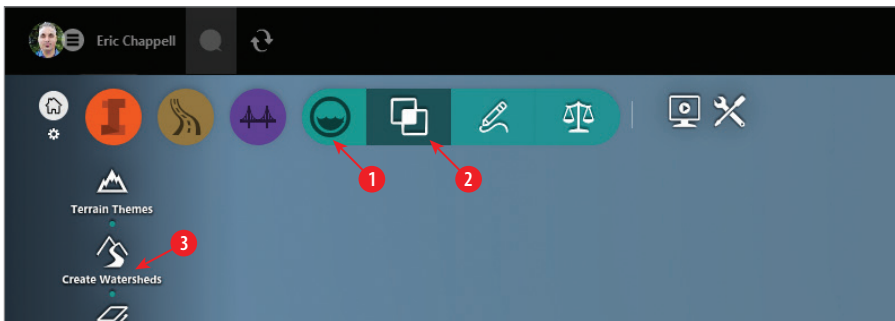 Eric Chappell
1
2
Terrain Themes
3
Create Watersheds